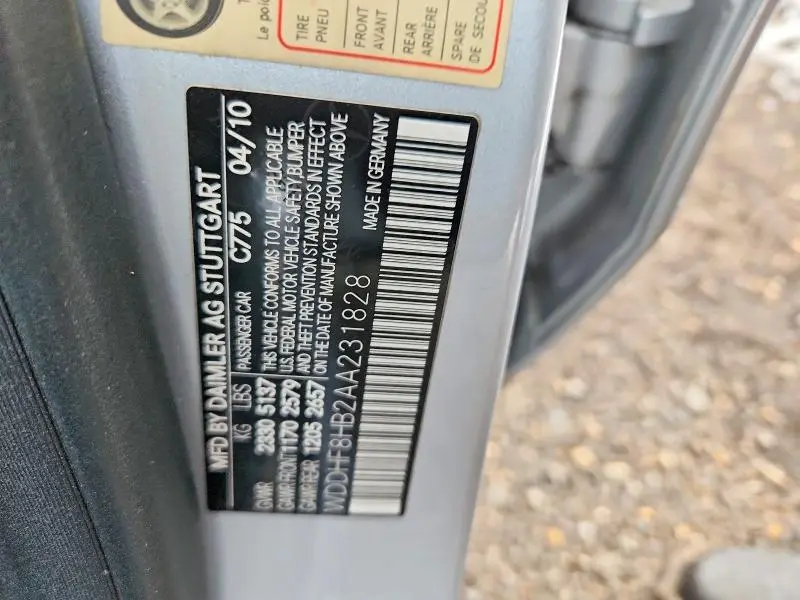 Le poid
TIRE
PNEU
FRONT
AVANT
REAR
ARRIÈRE
SPARE
DE SECOU
MFD BY DAIMLER AG STUTTGART
KG LBS PASSENGER CAR C775 04/10
GVWR 2330 5137
GAWR FRONT 1170 2579
GAWR REAR 1205 2657
THIS VEHICLE CONFORMS TO ALL APPLICABLE
U.S. FEDERAL MOTOR VEHICLE SAFETY, BUMPER
AND THEFT PREVENTION STANDARDS IN EFFECT
ON THE DATE OF MANUFACTURE SHOWN ABOVE
WDDHF8HB2AA231828
MADE IN GERMANY